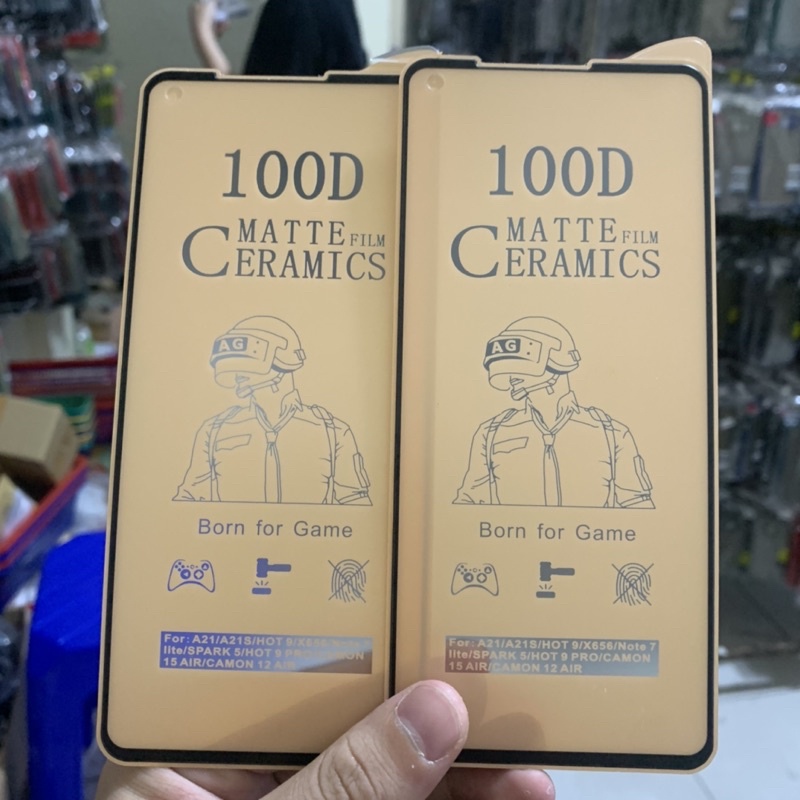 100D
MATTE FILM
CERAMICS
AG
Born for Game
For: A21/A21S/HOT 9/X656/Note 7
lite/SPARK 5/HOT 9 PRO/CAMON
15 AIR/CAMON 12 AIR
100D
MATTE FILM
CERAMICS
AG
Born for Game
For: A21/A21S/HOT 9/X656/Note 7
lite/SPARK 5/HOT 9 PRO/CAMON
15 AIR/CAMON 12 AIR